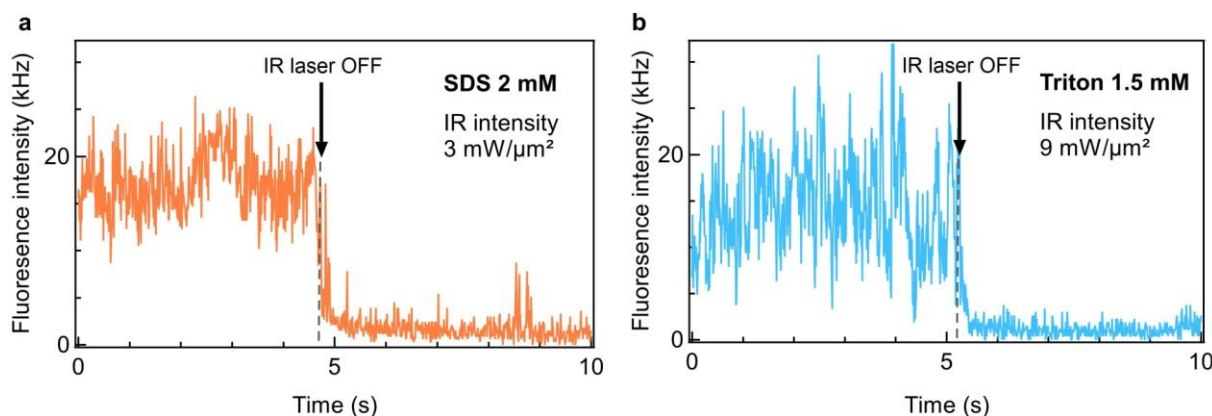 a
Fluoresence intensity (kHz)
20
0
IR laser OFF
SDS 2 mM
IR intensity
3 mW/µm²
0
5
10
Time (s)
b
Fluoresence intensity (kHz)
20
0
IR laser OFF
Triton 1.5 mM
IR intensity
9 mW/µm²
0
5
10
Time (s)